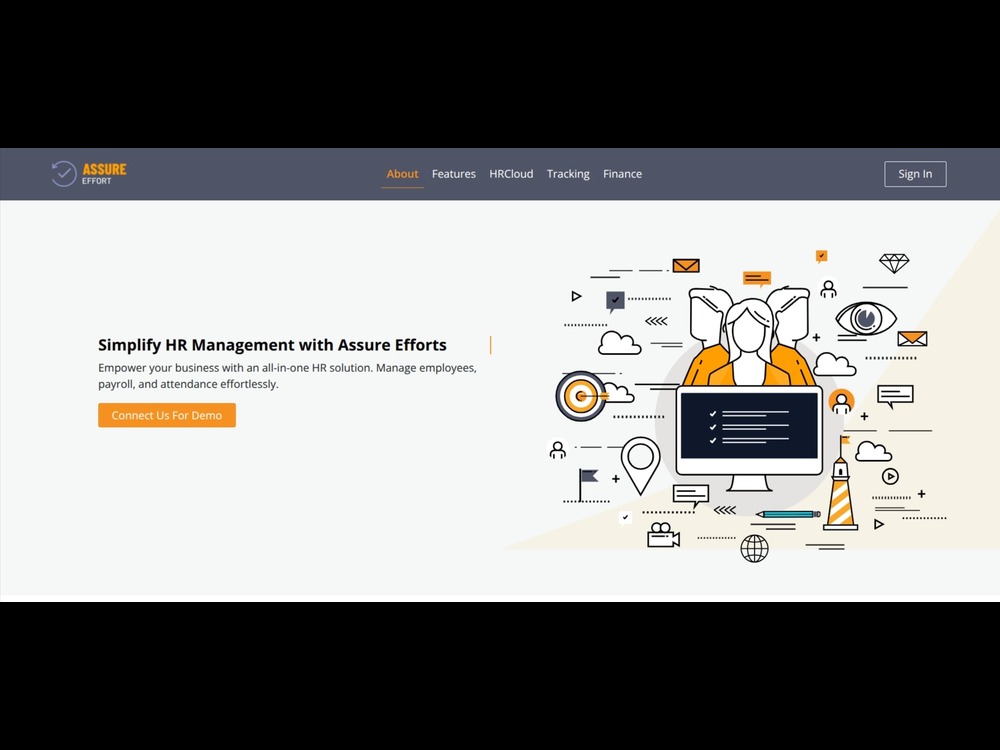 ASSURE
EFFORT
About Features HRCloud Tracking Finance
Sign In
Simplify HR Management with Assure Efforts
Empower your business with an all-in-one HR solution. Manage employees,
payroll, and attendance effortlessly.
Connect Us For Demo